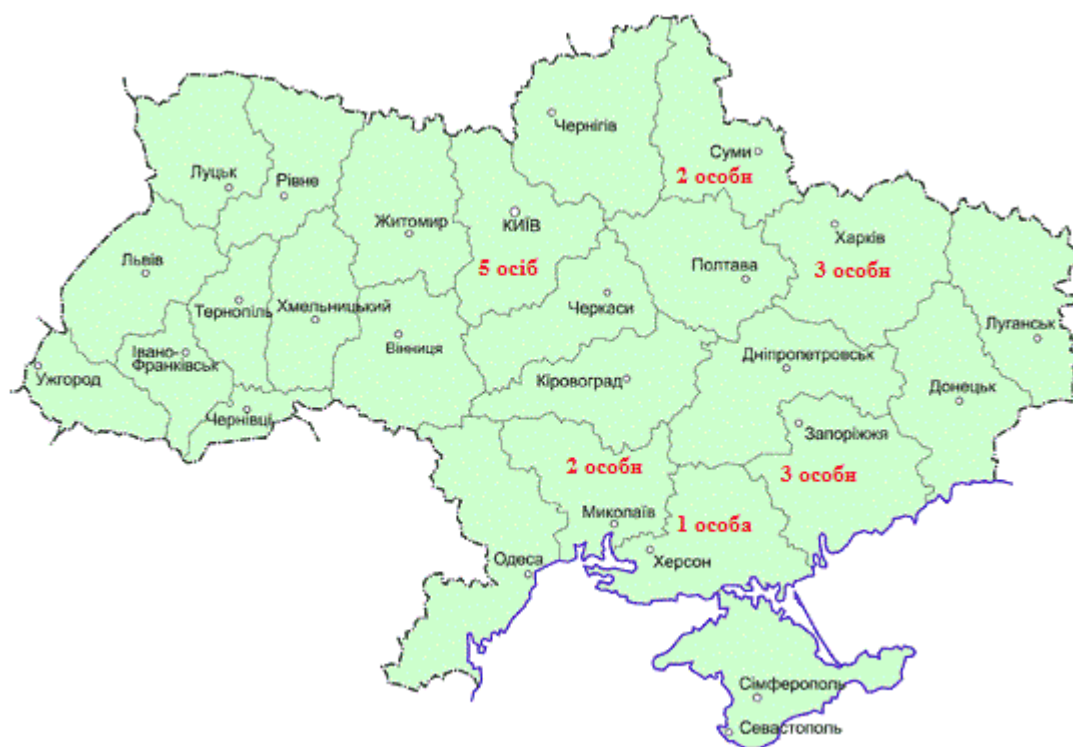 Чернігів
Суми
2 особи
Луцьк
Рівне
Житомир
КИЇВ
Харків
Львів
5 осіб
Полтава
3 особи
Тернопіль
Хмельницький
Черкаси
Луганськ
Вінниця
Івано-
Франківськ
Дніпропетровськ
Ужгород
Кіровоград
Донецьк
Чернівці
Запоріжжя
2 особи
3 особи
Миколаїв
1 особа
Одеса
Херсон
Сімферополь
Севастополь